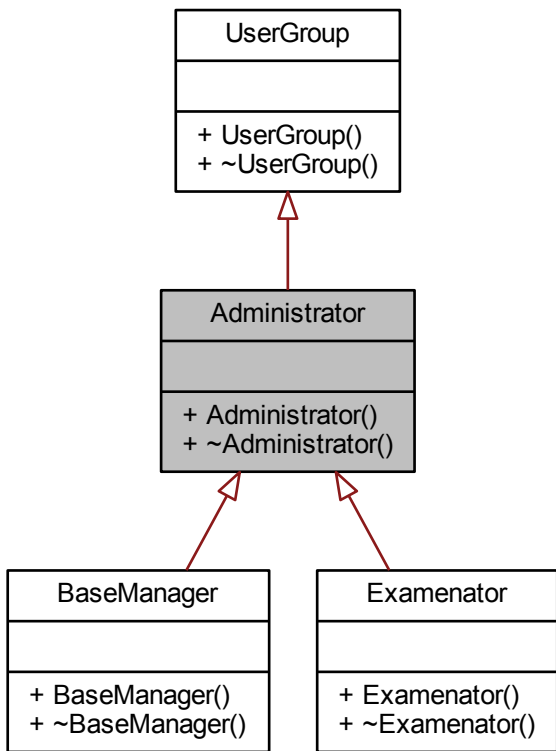 UserGroup
+ UserGroup()
+ ~UserGroup()
Administrator
+ Administrator()
+ ~Administrator()
BaseManager
+ BaseManager()
+ ~BaseManager()
Examenator
+ Examenator()
+ ~Examenator()